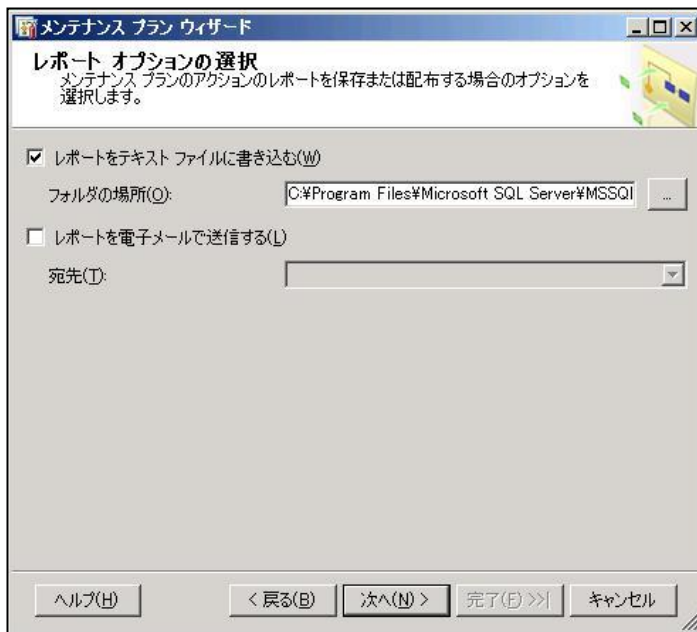 メンテナンス プラン ウィザード
レポート オプションの選択
メンテナンス プランのアクションのレポートを保存または配布する場合のオプションを
選択します。
レポートをテキスト ファイルに書き込む(W)
フォルダの場所(O):
C:¥Program Files¥Microsoft SQL Server¥MSSQl
...
レポートを電子メールで送信する(L)
宛先(T):
ヘルプ(H)
< 戻る(B)
次へ(N) >
完了(F) >>|
キャンセル